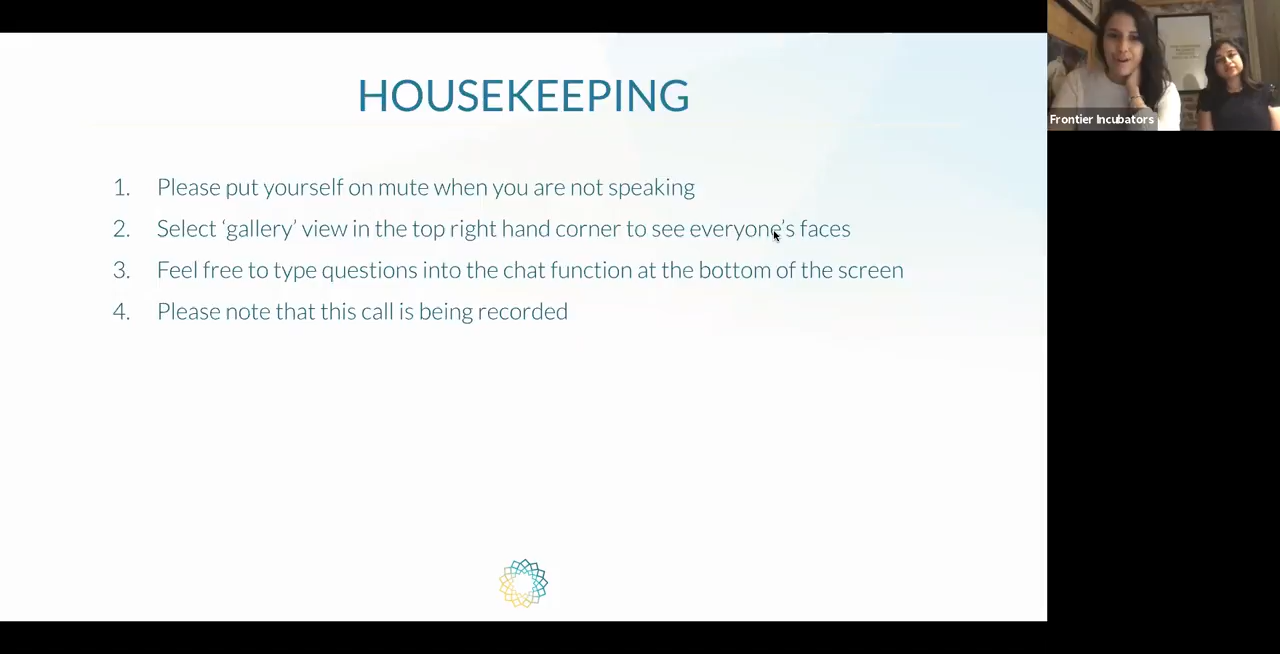 HOUSEKEEPING
1. Please put yourself on mute when you are not speaking
2. Select ‘gallery’ view in the top right hand corner to see everyone’s faces
3. Feel free to type questions into the chat function at the bottom of the screen
4. Please note that this call is being recorded
Frontier Incubators